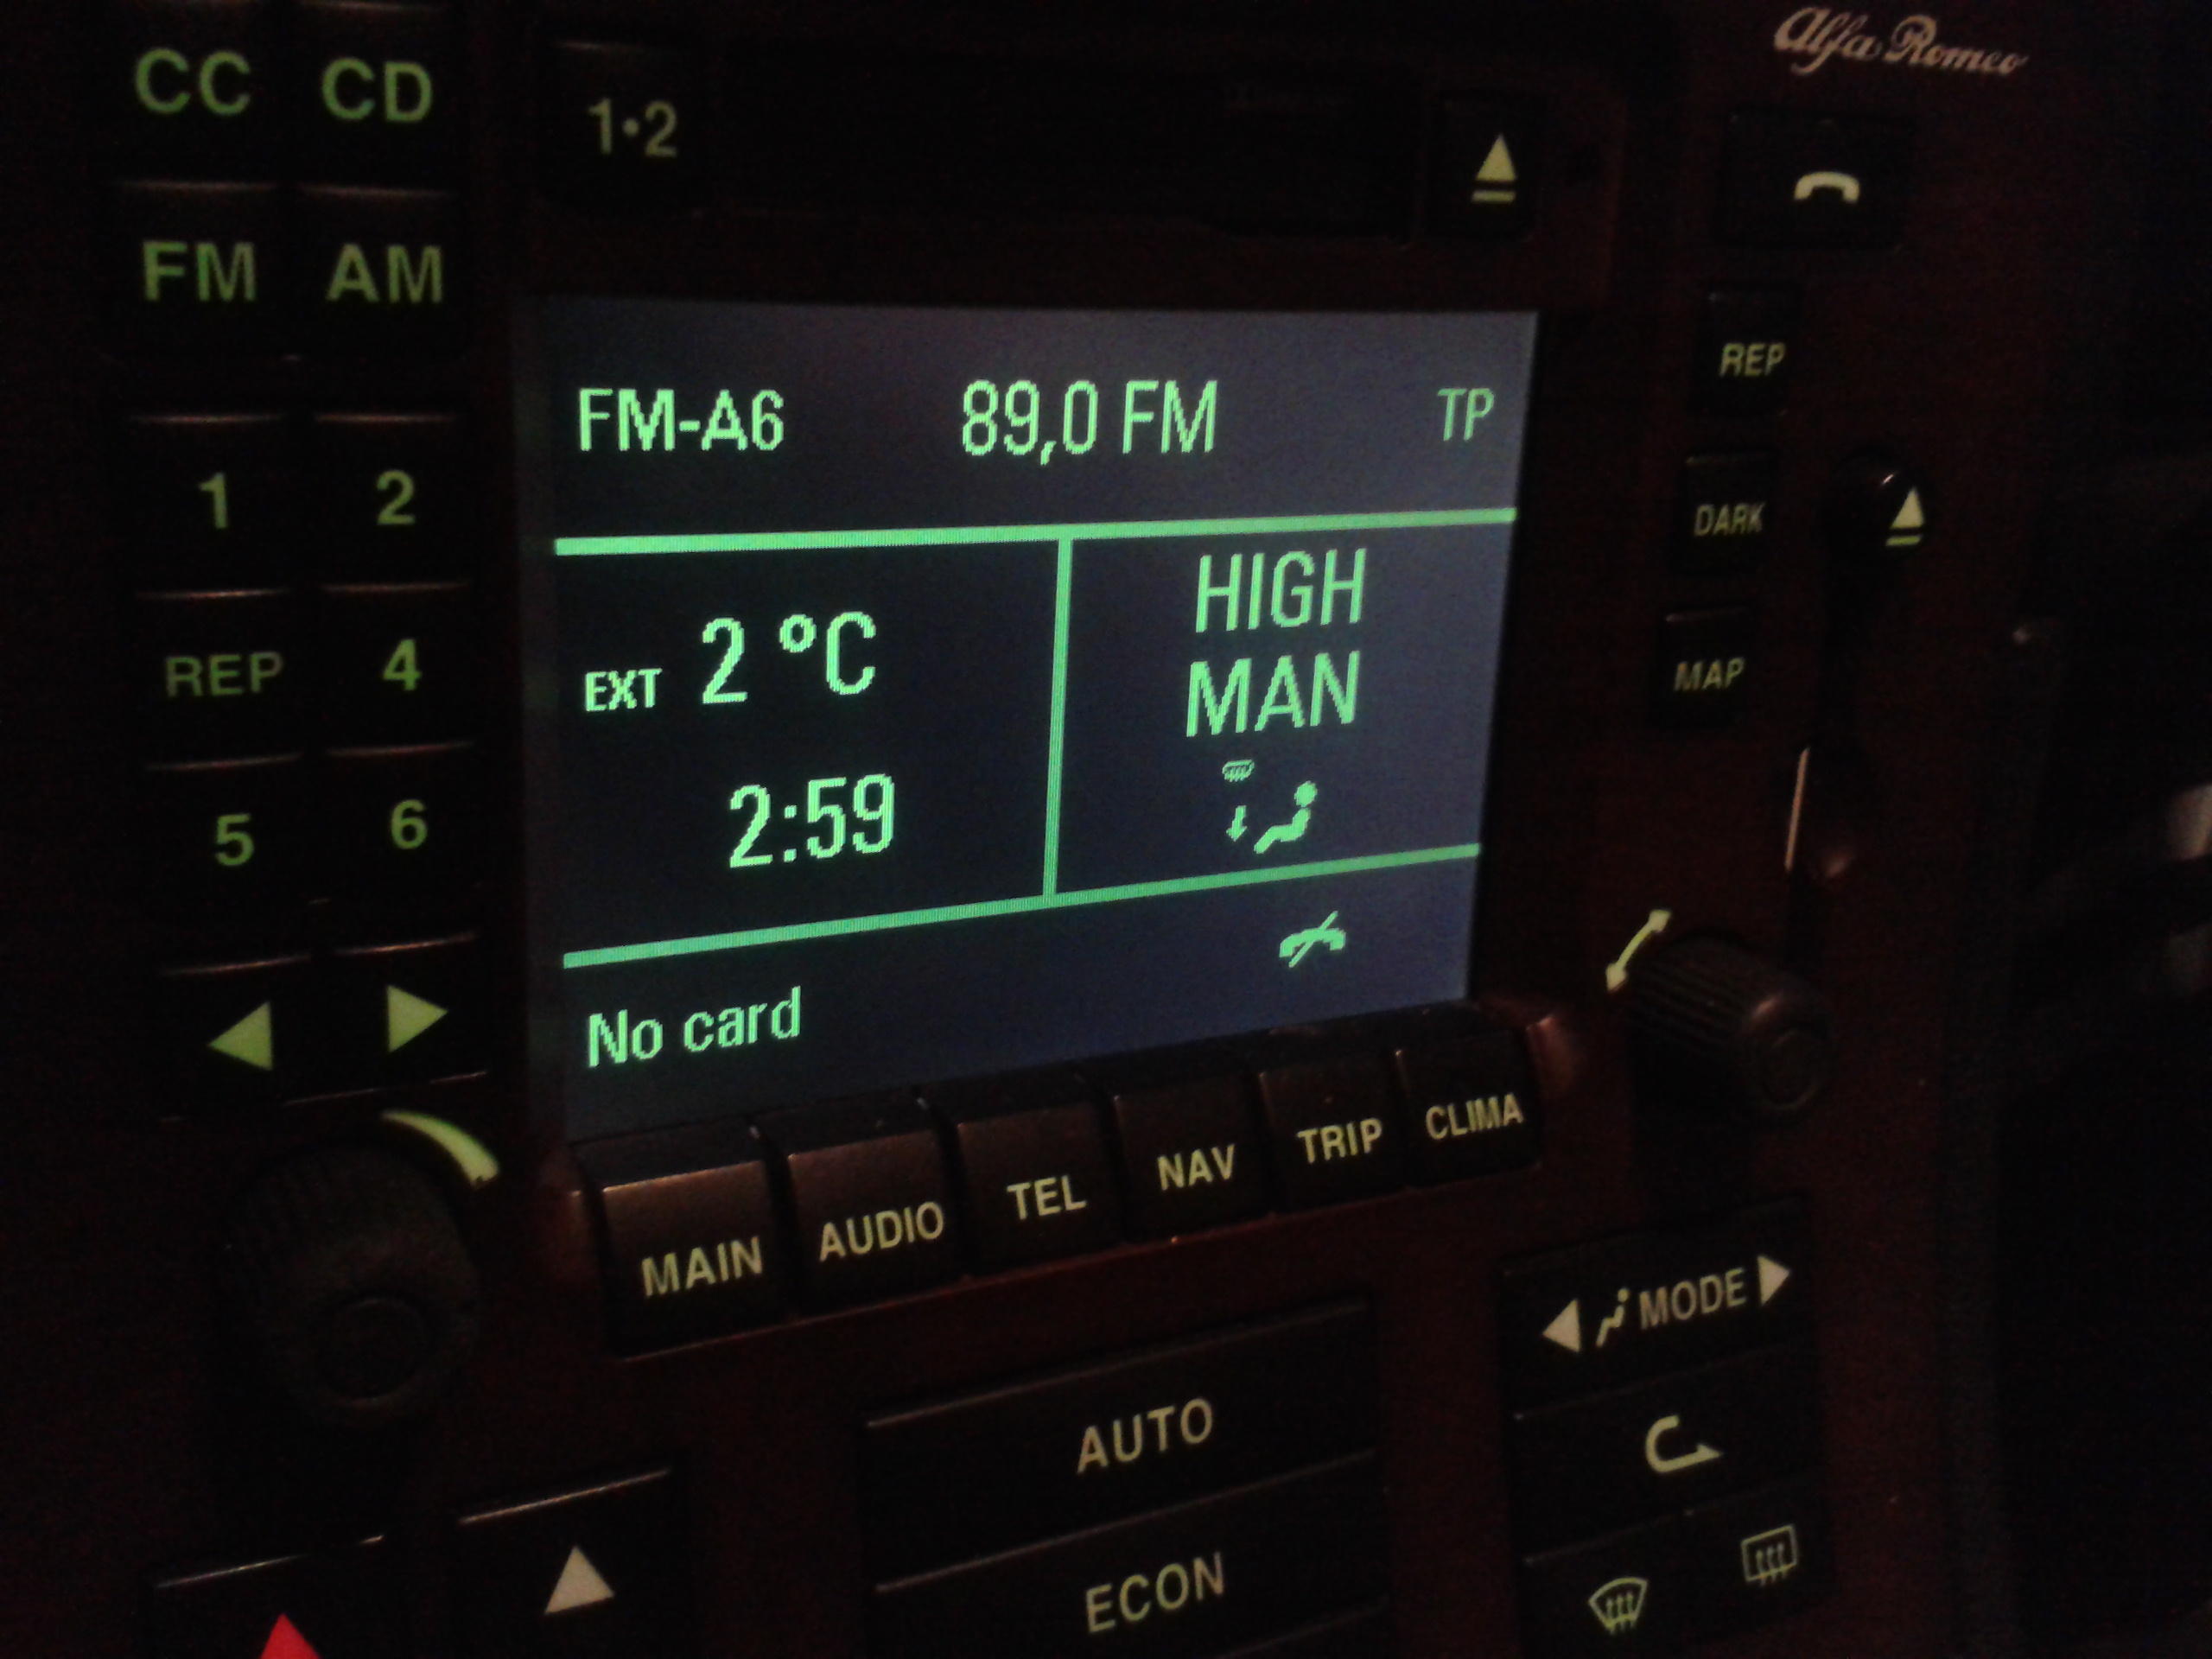 Alfa Romeo
CC CD
1•2
FM AM
REP
FM-A6 89,0 FM TP
1 2
DARK
HIGH
EXT 2 °C
MAN
REP 4
MAP
2:59
5 6
No card
MAIN AUDIO TEL NAV TRIP CLIMA
MODE
AUTO
ECON